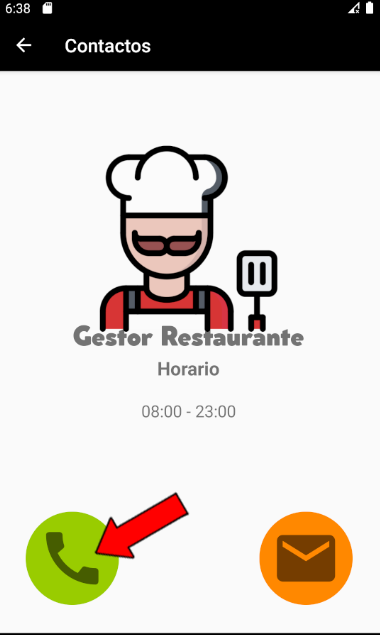 6:38
Contactos
Gestor Restaurante
Horario
08:00 - 23:00